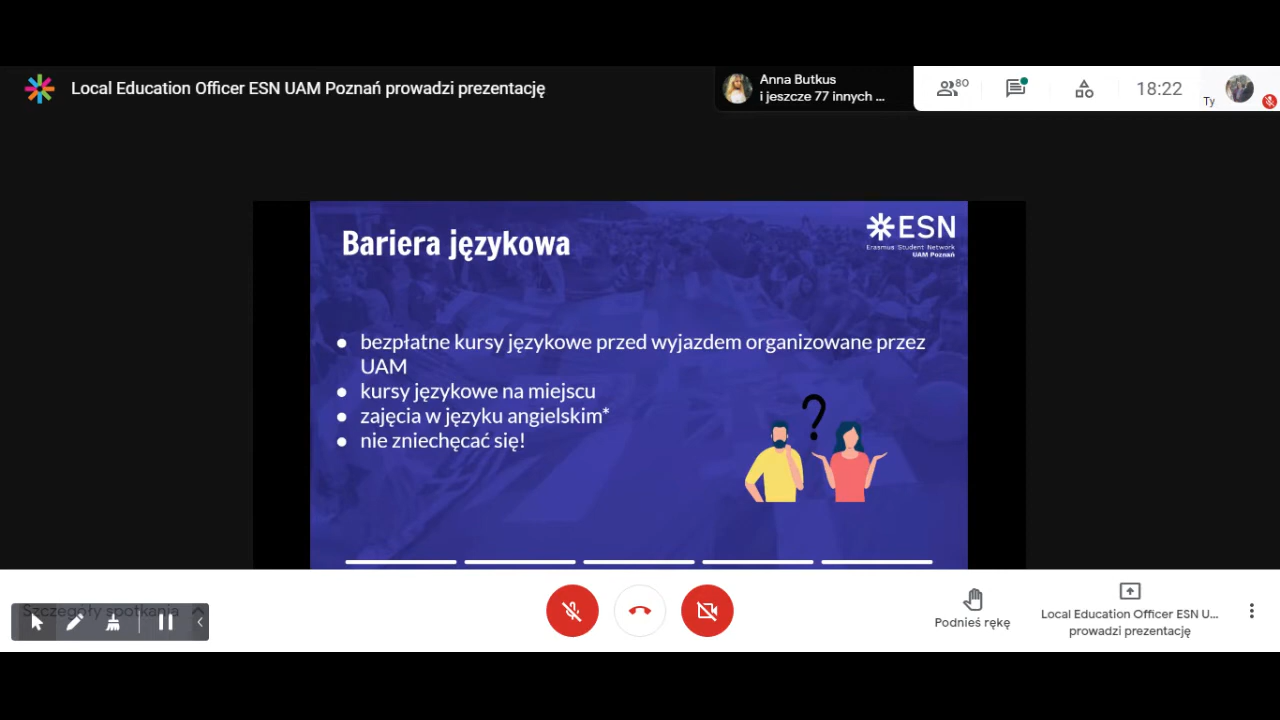 Local Education Officer ESN UAM Poznań prowadzi prezentację
Anna Butkus
i jeszcze 77 innych ...
80
18:22
Ty
Bariera językowa
ESN
Erasmus Student Network
UAM Poznań
● bezpłatne kursy językowe przed wyjazdem organizowane przez
UAM
● kursy językowe na miejscu
● zajęcia w języku angielskim*
● nie zniechęcać się!
?
Szczegóły spotkania
Podnieś rękę
Local Education Officer ESN U...
prowadzi prezentację